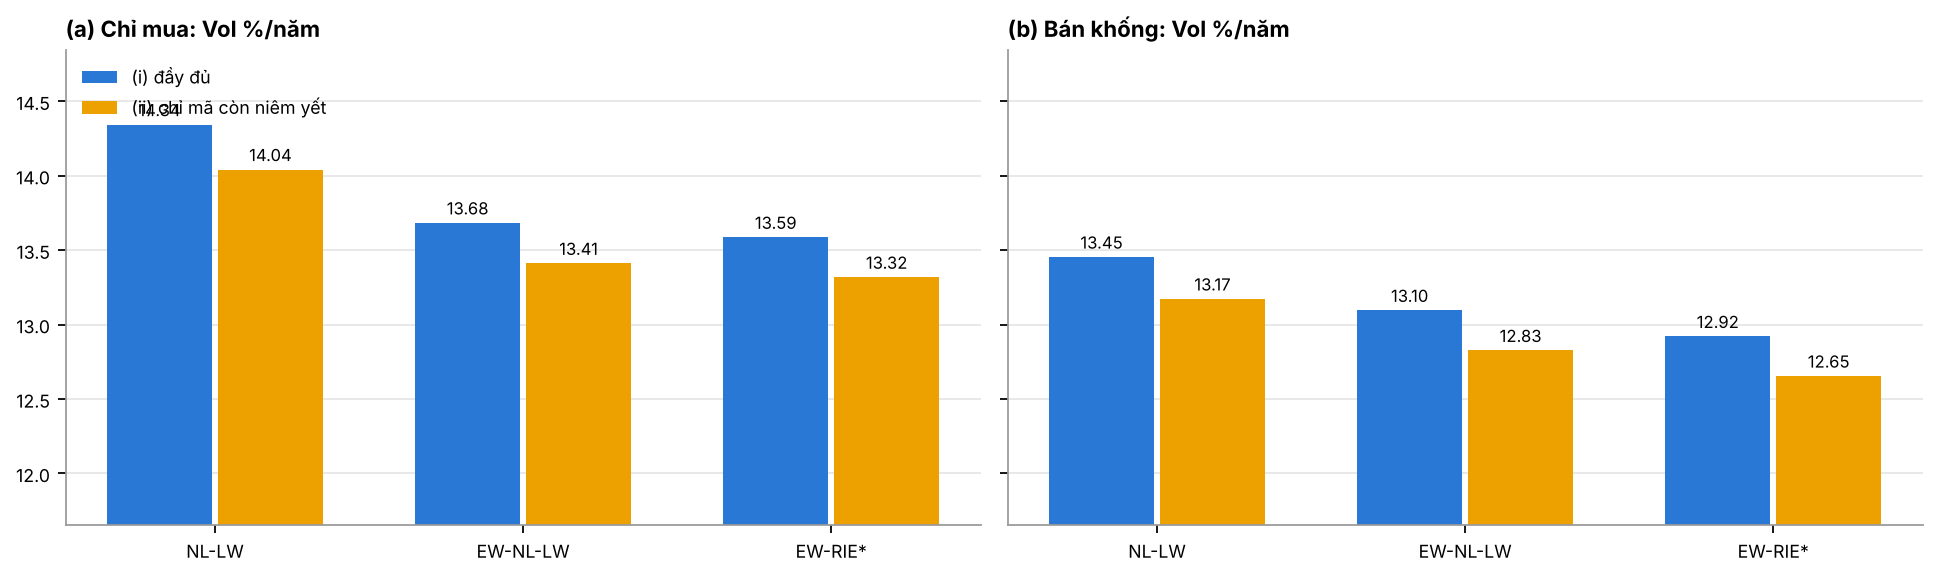 (a) Chỉ mua: Vol %/năm
(b) Bán khống: Vol %/năm
(i) đầy đủ
(ii) chỉ mã còn niêm yết
14.5
14.0
13.5
13.0
12.5
12.0
14.34
14.04
13.68
13.41
13.59
13.32
13.45
13.17
13.10
12.83
12.92
12.65
NL-LW
EW-NL-LW
EW-RIE*
NL-LW
EW-NL-LW
EW-RIE*